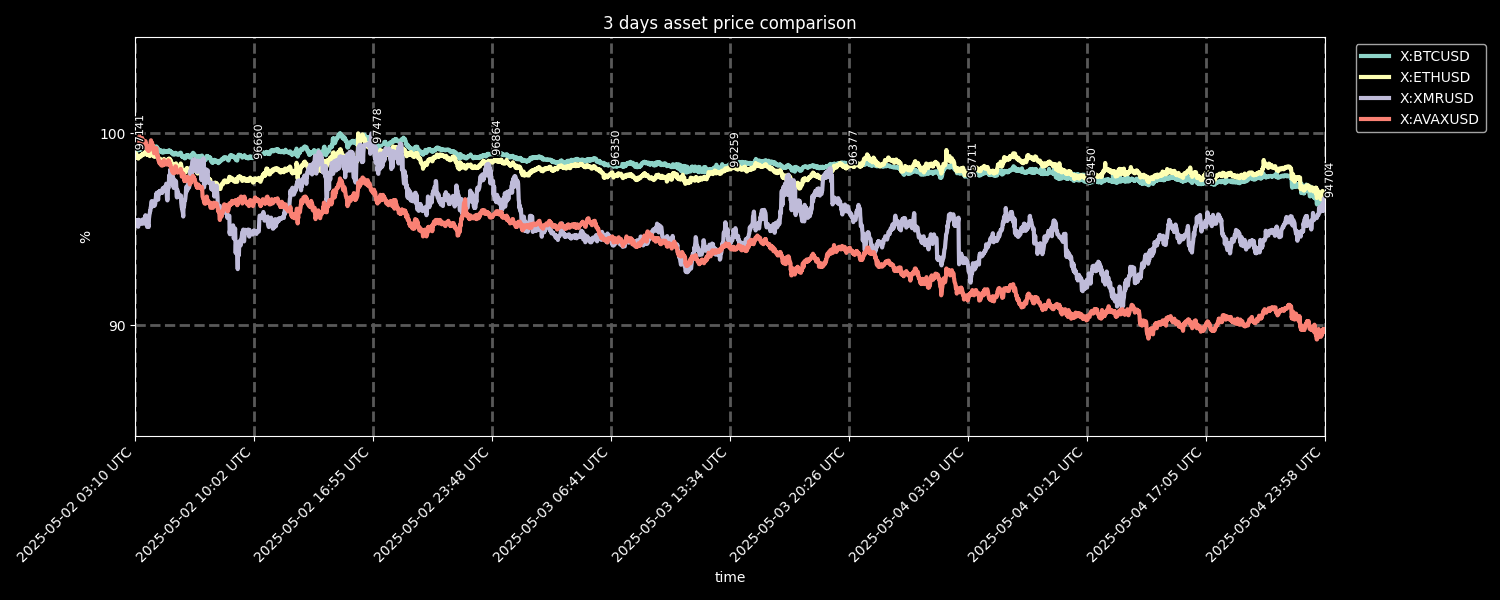 3 days asset price comparison
X:BTCUSD
X:ETHUSD
X:XMRUSD
X:AVAXUSD
%
100
90
97141
96660
97478
96864
96350
96259
96377
95711
95450
95378
94704
2025-05-02 03:10 UTC
2025-05-02 10:02 UTC
2025-05-02 16:55 UTC
2025-05-02 23:48 UTC
2025-05-03 06:41 UTC
2025-05-03 13:34 UTC
2025-05-03 20:26 UTC
2025-05-04 03:19 UTC
2025-05-04 10:12 UTC
2025-05-04 17:05 UTC
2025-05-04 23:58 UTC
time